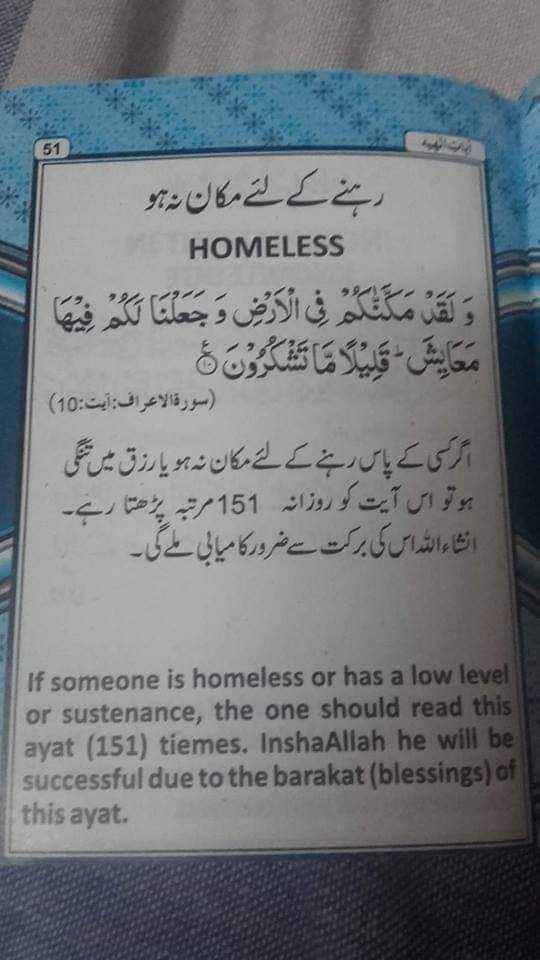 51
آیات الٰہیہ
رہنے کے لئے مکان نہ ہو
HOMELESS
وَ لَقَدْ مَكَّنّٰكُمْ فِی الْاَرْضِ وَ جَعَلْنَا لَكُمْ فِیْهَا
مَعَایِشَ ؕ قَلِیْلًا مَّا تَشْكُرُوْنَ ۧ۝۱۰
(سورۃ الاعراف:آیت:10)
اگر کسی کے پاس رہنے کے لئے مکان نہ ہو یا رزق میں تنگی
ہو تو اس آیت کو روزانہ 151 مرتبہ پڑھتا رہے۔
انشاءاللہ اس کی برکت سے ضرور کامیابی ملے گی۔
If someone is homeless or has a low level
or sustenance, the one should read this
ayat (151) tiemes. InshaAllah he will be
successful due to the barakat (blessings) of
this ayat.